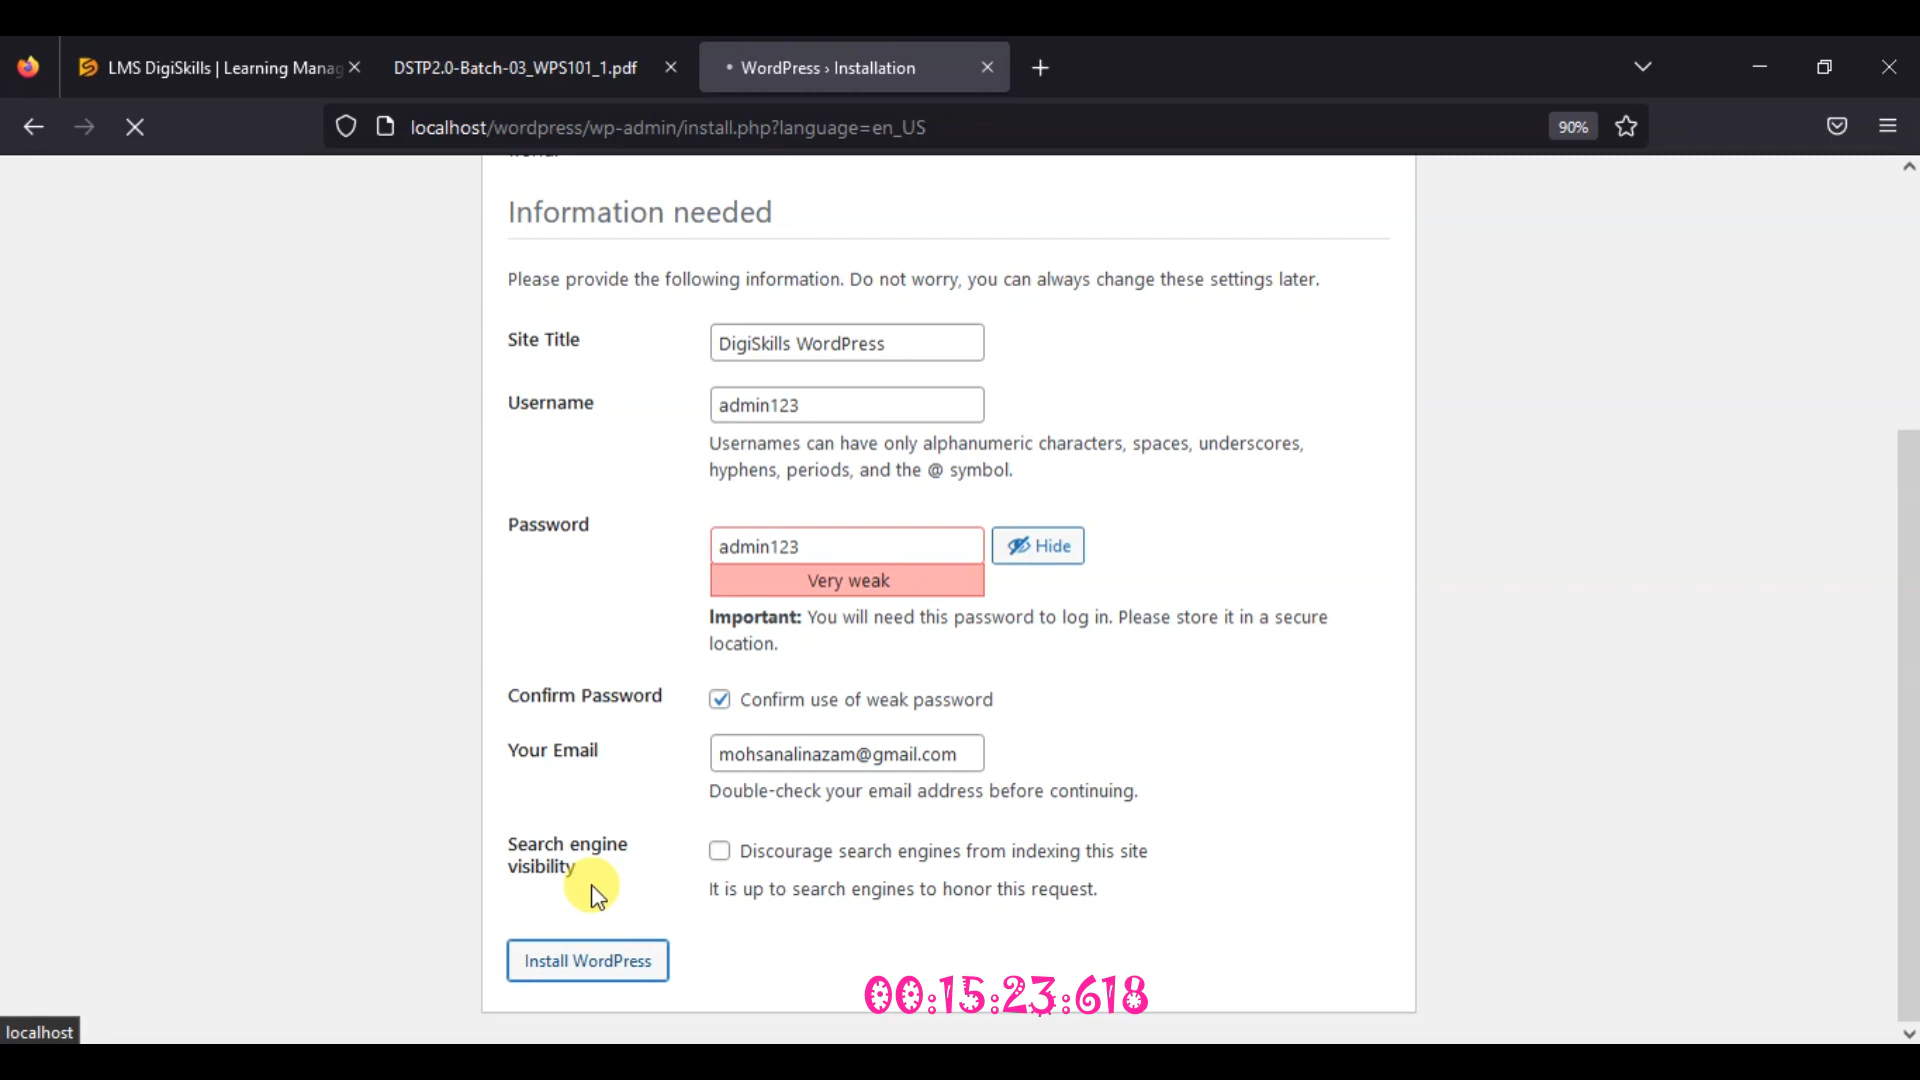 LMS DigiSkills | Learning Manag
DSTP2.0-Batch-03_WPS101_1.pdf
WordPress › Installation
localhost/wordpress/wp-admin/install.php?language=en_US
90%
Information needed
Please provide the following information. Do not worry, you can always change these settings later.
Site Title
DigiSkills WordPress
Username
admin123
Usernames can have only alphanumeric characters, spaces, underscores,
hyphens, periods, and the @ symbol.
Password
admin123
Hide
Very weak
Important: You will need this password to log in. Please store it in a secure
location.
Confirm Password
Confirm use of weak password
Your Email
mohsanalinazam@gmail.com
Double-check your email address before continuing.
Search engine
visibility
Discourage search engines from indexing this site
It is up to search engines to honor this request.
Install WordPress
00:15:23:618
localhost